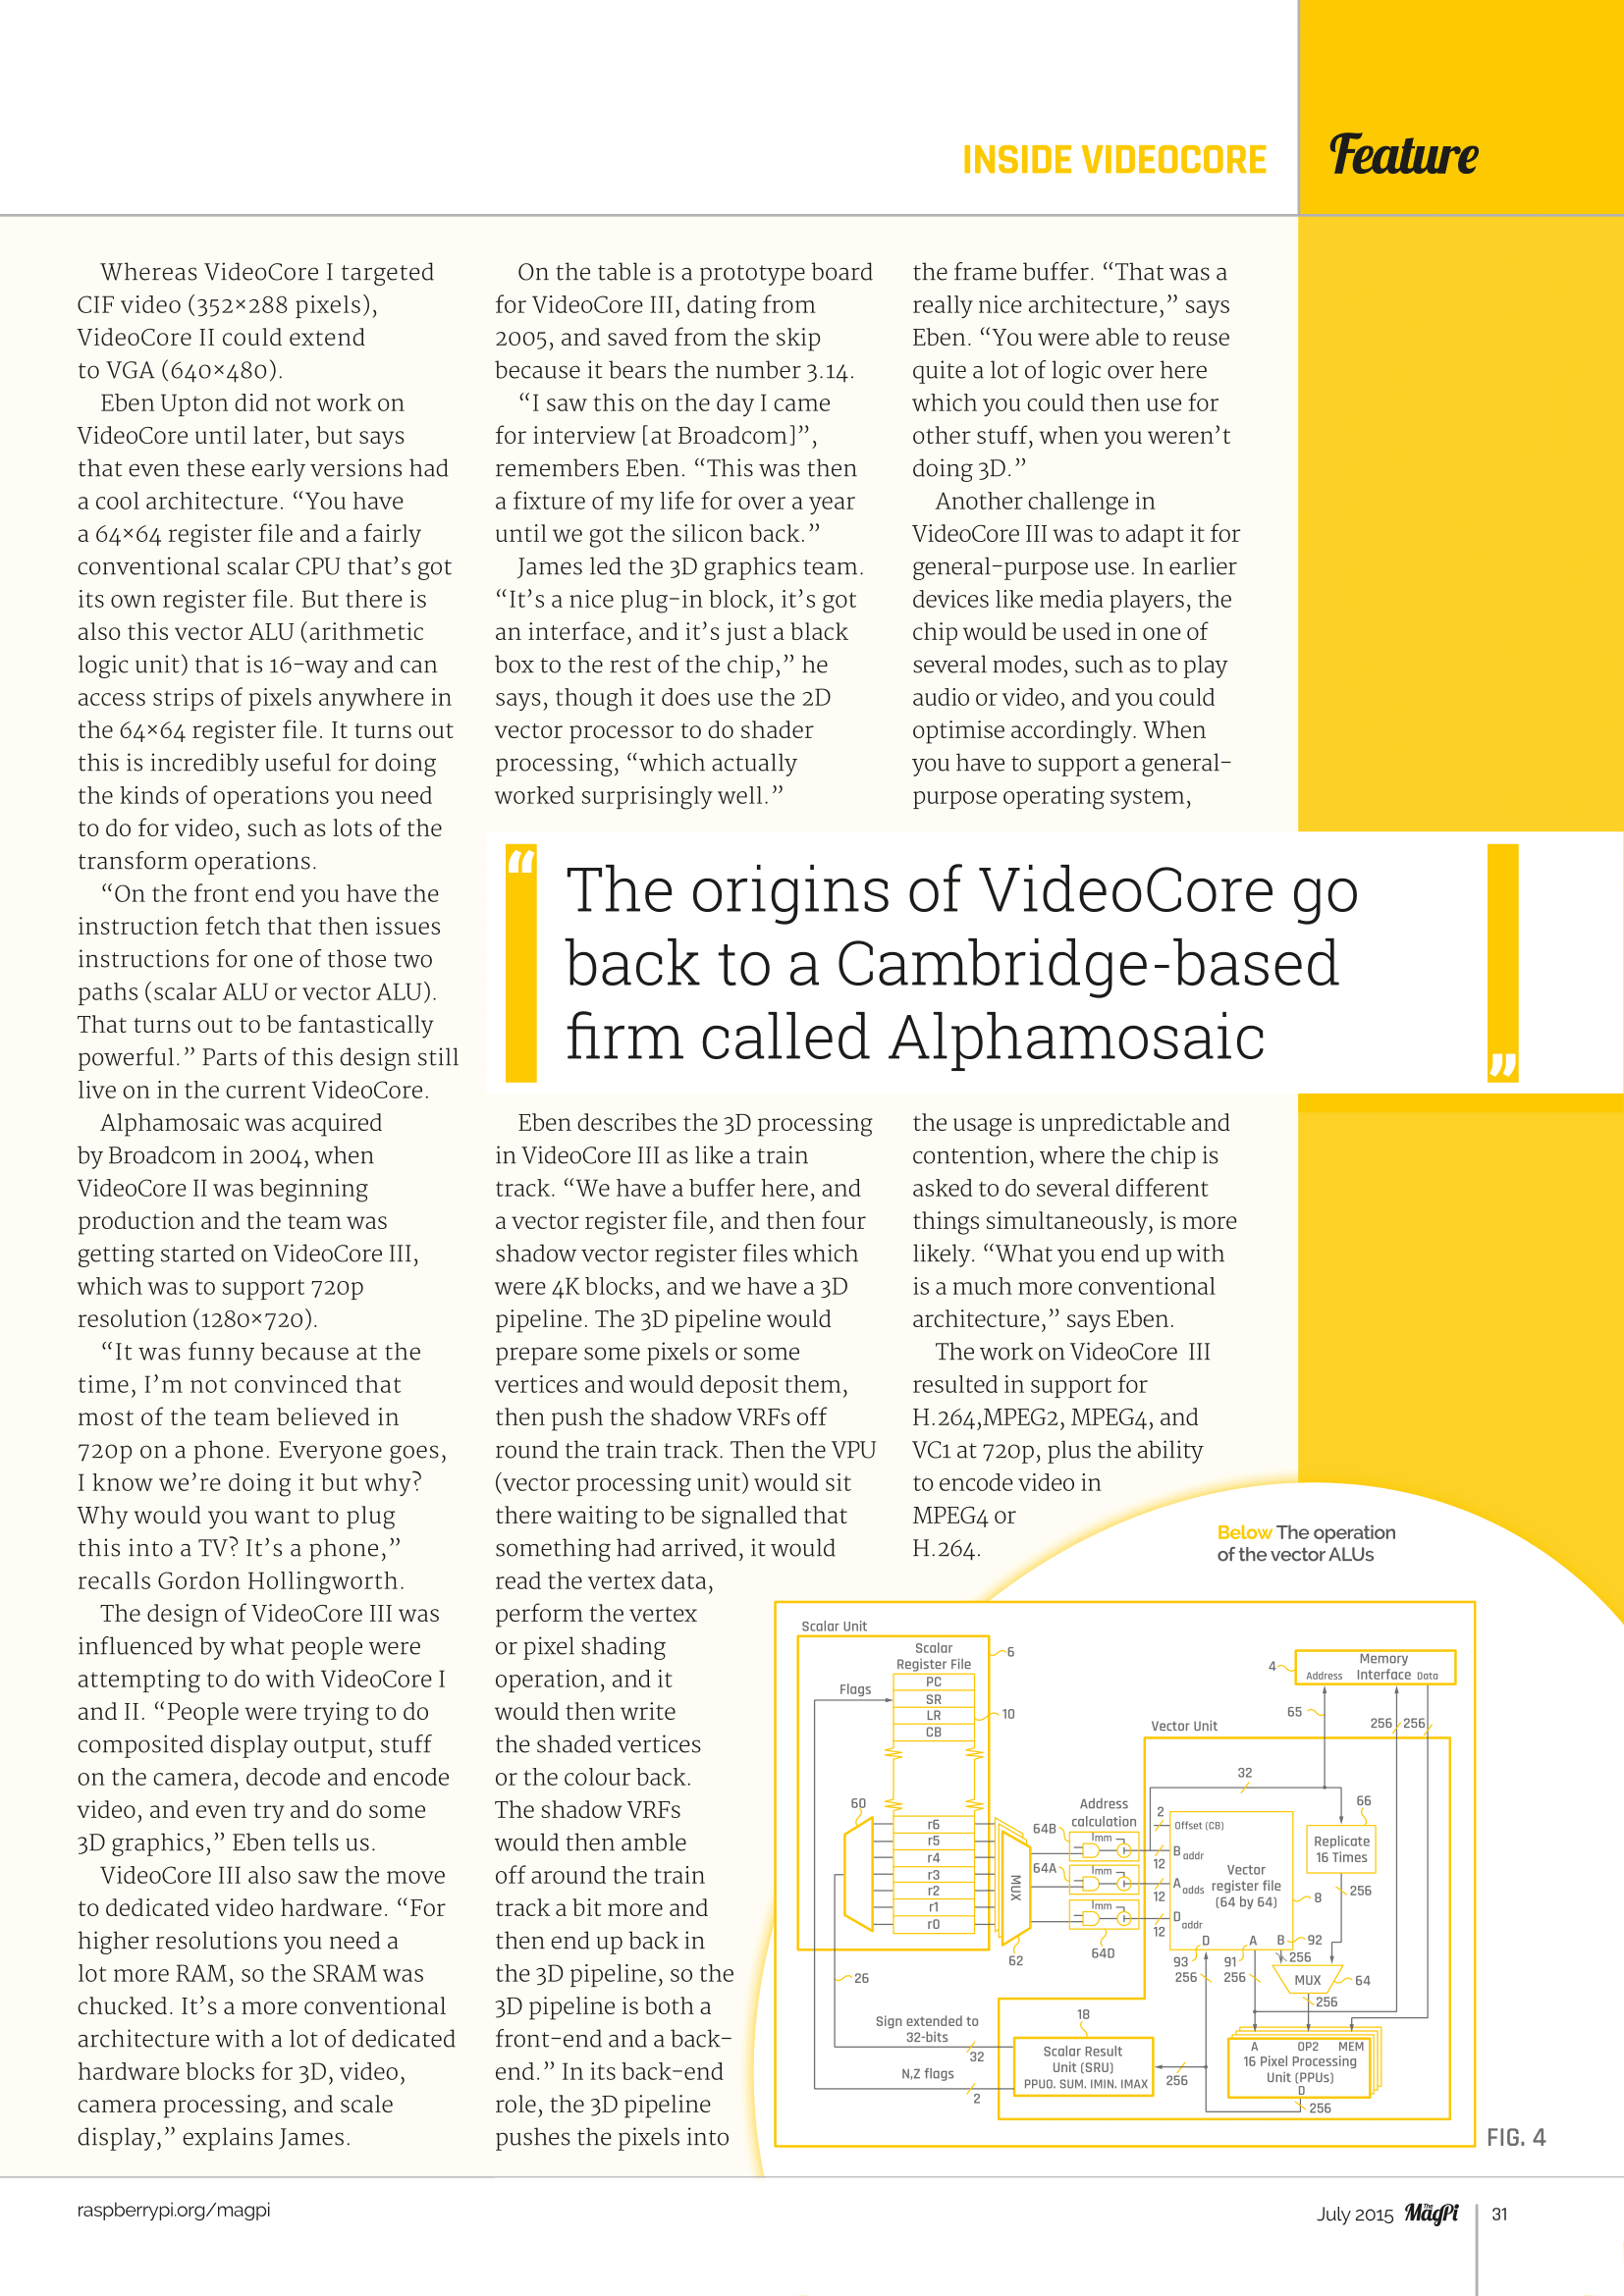 INSIDE VIDEOCORE
Feature
Whereas VideoCore I targeted
CIF video (352×288 pixels),
VideoCore II could extend
to VGA (640×480).
Eben Upton did not work on
VideoCore until later, but says
that even these early versions had
a cool architecture. “You have
a 64×64 register file and a fairly
conventional scalar CPU that’s got
its own register file. But there is
also this vector ALU (arithmetic
logic unit) that is 16-way and can
access strips of pixels anywhere in
the 64×64 register file. It turns out
this is incredibly useful for doing
the kinds of operations you need
to do for video, such as lots of the
transform operations.
“On the front end you have the
instruction fetch that then issues
instructions for one of those two
paths (scalar ALU or vector ALU).
That turns out to be fantastically
powerful.” Parts of this design still
live on in the current VideoCore.
Alphamosaic was acquired
by Broadcom in 2004, when
VideoCore II was beginning
production and the team was
getting started on VideoCore III,
which was to support 720p
resolution (1280×720).
“It was funny because at the
time, I’m not convinced that
most of the team believed in
720p on a phone. Everyone goes,
I know we’re doing it but why?
Why would you want to plug
this into a TV? It’s a phone,”
recalls Gordon Hollingworth.
The design of VideoCore III was
influenced by what people were
attempting to do with VideoCore I
and II. “People were trying to do
composited display output, stuff
on the camera, decode and encode
video, and even try and do some
3D graphics,” Eben tells us.
VideoCore III also saw the move
to dedicated video hardware. “For
higher resolutions you need a
lot more RAM, so the SRAM was
chucked. It’s a more conventional
architecture with a lot of dedicated
hardware blocks for 3D, video,
camera processing, and scale
display,” explains James.
On the table is a prototype board
for VideoCore III, dating from
2005, and saved from the skip
because it bears the number 3.14.
“I saw this on the day I came
for interview [at Broadcom]”,
remembers Eben. “This was then
a fixture of my life for over a year
until we got the silicon back.”
James led the 3D graphics team.
“It’s a nice plug-in block, it’s got
an interface, and it’s just a black
box to the rest of the chip,” he
says, though it does use the 2D
vector processor to do shader
processing, “which actually
worked surprisingly well.”
Eben describes the 3D processing
in VideoCore III as like a train
track. “We have a buffer here, and
a vector register file, and then four
shadow vector register files which
were 4K blocks, and we have a 3D
pipeline. The 3D pipeline would
prepare some pixels or some
vertices and would deposit them,
then push the shadow VRFs off
round the train track. Then the VPU
(vector processing unit) would sit
there waiting to be signalled that
something had arrived, it would
read the vertex data,
perform the vertex
or pixel shading
operation, and it
would then write
the shaded vertices
or the colour back.
The shadow VRFs
would then amble
off around the train
track a bit more and
then end up back in
the 3D pipeline, so the
3D pipeline is both a
front-end and a back-
end.” In its back-end
role, the 3D pipeline
pushes the pixels into
the frame buffer. “That was a
really nice architecture,” says
Eben. “You were able to reuse
quite a lot of logic over here
which you could then use for
other stuff, when you weren’t
doing 3D.”
Another challenge in
VideoCore III was to adapt it for
general-purpose use. In earlier
devices like media players, the
chip would be used in one of
several modes, such as to play
audio or video, and you could
optimise accordingly. When
you have to support a general-
purpose operating system,
the usage is unpredictable and
contention, where the chip is
asked to do several different
things simultaneously, is more
likely. “What you end up with
is a much more conventional
architecture,” says Eben.
The work on VideoCore III
resulted in support for
H.264,MPEG2, MPEG4, and
VC1 at 720p, plus the ability
to encode video in
MPEG4 or
H.264.
“
The origins of VideoCore go
back to a Cambridge-based
firm called Alphamosaic
”
Below The operation
of the vector ALUs
Scalar Unit
6
Scalar
Register File
PC
SR
LR
CB
Flags
10
60
r6
r5
r4
r3
r2
r1
r0
MUX
62
26
Address
calculation
64B
Imm
64A
Imm
Imm
64D
Vector Unit
4
Memory
Interface
Address
Data
65
256
256
32
2
Offset (CB)
B addr
12
A adds
12
D addr
12
Vector
register file
(64 by 64)
8
66
Replicate
16 Times
256
D
A
B
92
93
256
91
256
256
MUX
64
256
A
OP2
MEM
16 Pixel Processing
Unit (PPUs)
D
256
18
Scalar Result
Unit (SRU)
PPU0. SUM. IMIN. IMAX
256
Sign extended to
32-bits
32
N,Z flags
2
FIG. 4
raspberrypi.org/magpi
July 2015
The MagPi
31